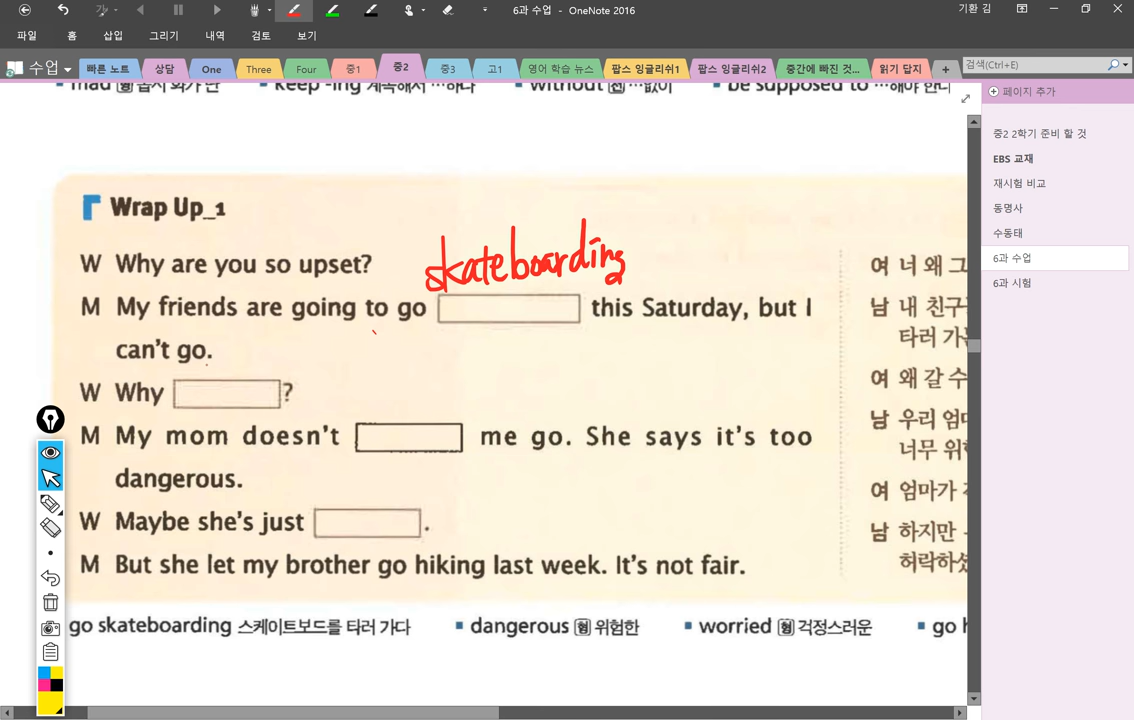 6과 수업 - OneNote 2016
기환 김
파일 홈 삽입 그리기 내역 검토 보기
수업 빠른 노트 상담 One Three Four 중1 중2 중3 고1 영어 학습 뉴스 팝스 잉글리쉬1 팝스 잉글리쉬2 중간에 빠진 것... 읽기 답지 + 검색(Ctrl+E)
페이지 추가
중2 2학기 준비 할 것
EBS 교재
재시험 비교
동명사
수동태
6과 수업
6과 시험
mad 형 몹시 화가 난 keep -ing 계속해서 …하다 without 전 …없이 be supposed to …해야 한다
Wrap Up_1
skateboarding
W Why are you so upset?
M My friends are going to go this Saturday, but I
can't go.
W Why ?
M My mom doesn't me go. She says it's too
dangerous.
W Maybe she's just .
M But she let my brother go hiking last week. It's not fair.
여 너 왜 그
남 내 친구
타러 가
여 왜 갈 수
남 우리 엄마
너무 위험
여 엄마가
남 하지만
허락하셨
go skateboarding 스케이트보드를 타러 가다 dangerous 형 위험한 worried 형 걱정스러운 go h